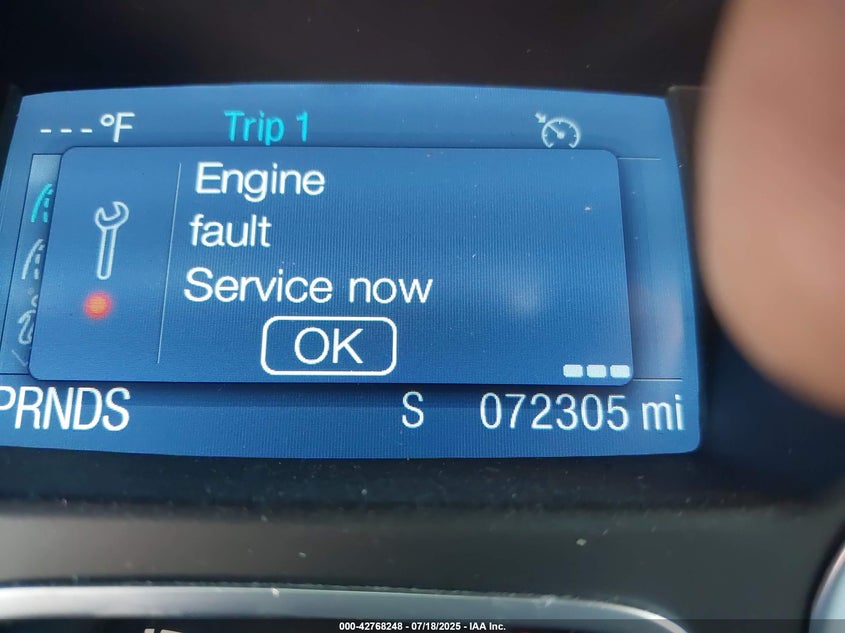 ---°F Trip 1
Engine
fault
Service now
OK
PRNDS S 072305 mi
000-42768248 - 07/18/2025 - IAA Inc.